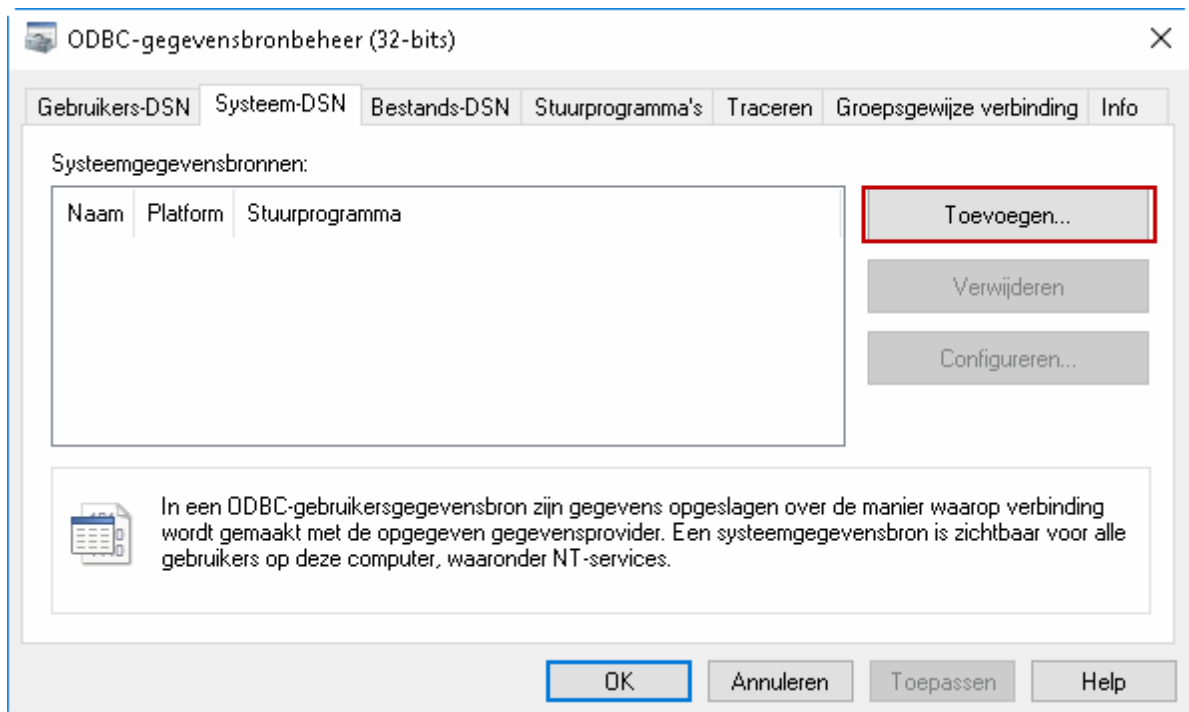 ODBC-gegevensbronbeheer (32-bits)
Gebruikers-DSN Systeem-DSN Bestands-DSN Stuurprogramma's Traceren Groepsgewijze verbinding Info
Systeemgegevensbronnen:
Naam Platform Stuurprogramma
Toevoegen...
Verwijderen
Configureren...
In een ODBC-gebruikersgegevensbron zijn gegevens opgeslagen over de manier waarop verbinding
wordt gemaakt met de opgegeven gegevensprovider. Een systeemgegevensbron is zichtbaar voor alle
gebruikers op deze computer, waaronder NT-services.
OK Annuleren Toepassen Help